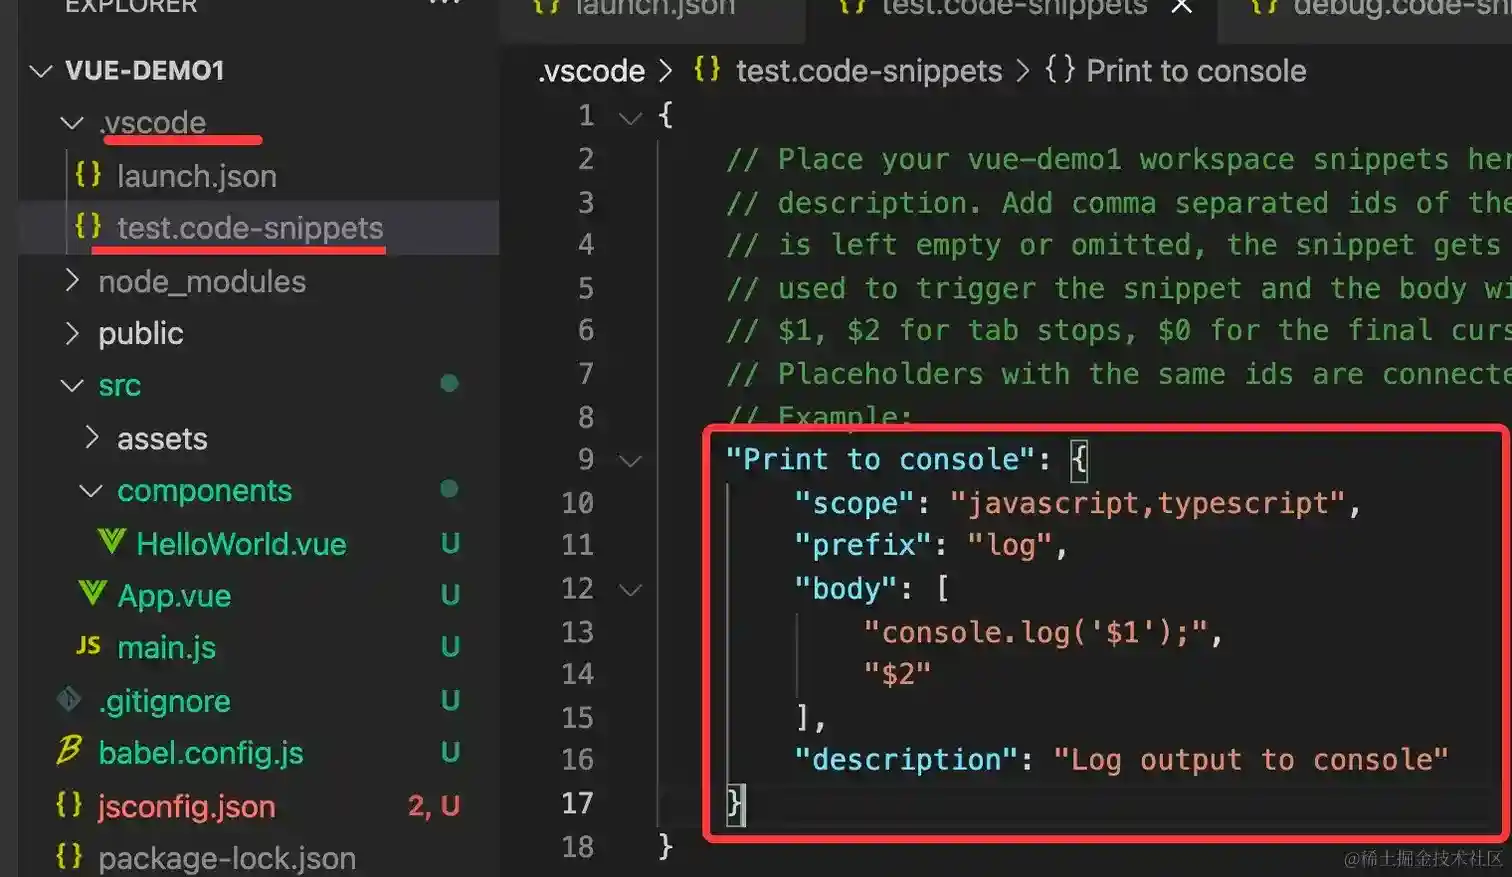 EXPLORER
VUE-DEMO1
.vscode
{} launch.json
{} test.code-snippets
node_modules
public
src
assets
components
HelloWorld.vue U
App.vue U
JS main.js U
.gitignore U
babel.config.js U
{} jsconfig.json 2, U
{} package-lock.json
{} launch.json {} test.code-snippets × {} debug.code-sn
.vscode > {} test.code-snippets > {} Print to console
1 {
2 // Place your vue-demo1 workspace snippets her
3 // description. Add comma separated ids of the
4 // is left empty or omitted, the snippet gets
5 // used to trigger the snippet and the body wi
6 // $1, $2 for tab stops, $0 for the final curs
7 // Placeholders with the same ids are connecte
8 // Example:
9 "Print to console": {
10 "scope": "javascript,typescript",
11 "prefix": "log",
12 "body": [
13 "console.log('$1');",
14 "$2"
15 ],
16 "description": "Log output to console"
17 }
18 }
@稀土掘金技术社区